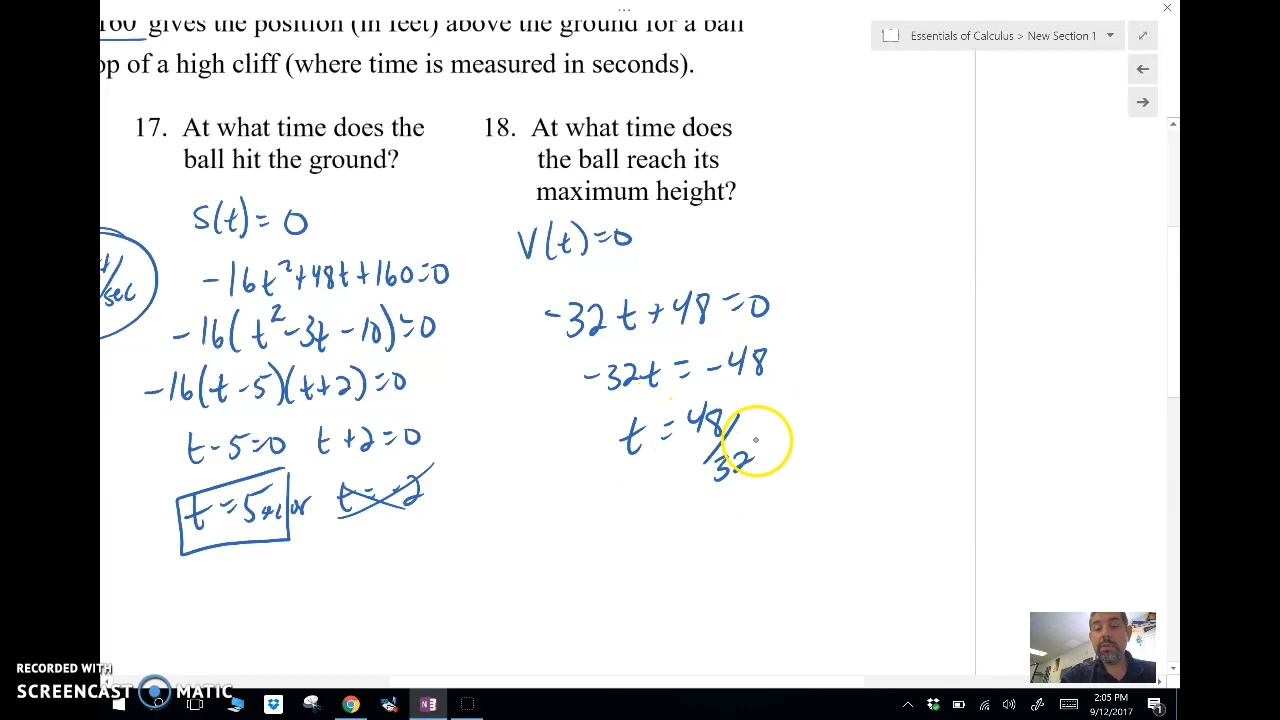 Essentials of Calculus > New Section 1
160 gives the position (in feet) above the ground for a ball
op of a high cliff (where time is measured in seconds).
17. At what time does the
ball hit the ground?
S(t) = 0
-16t²+48t+160=0
-16(t²-3t-10)=0
-16(t-5)(t+2)=0
t-5=0 t+2=0
t=5sec or t=-2
sec
18. At what time does
the ball reach its
maximum height?
V(t)=0
-32t+48=0
-32t = -48
t = 48/32
RECORDED WITH
SCREENCAST MATIC
N3
2:05 PM
9/12/2017
1